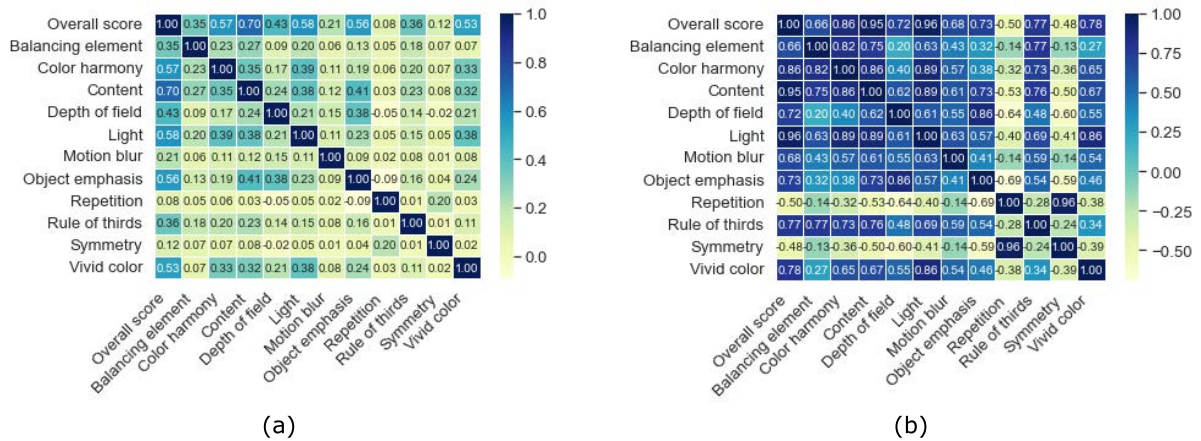 Overall score 1.00 0.35 0.57 0.70 0.43 0.58 0.21 0.56 0.08 0.36 0.12 0.53
Balancing element 0.35 1.00 0.23 0.27 0.09 0.20 0.06 0.13 0.05 0.18 0.07 0.07
Color harmony 0.57 0.23 1.00 0.35 0.17 0.39 0.11 0.19 0.06 0.20 0.07 0.33
Content 0.70 0.27 0.35 1.00 0.24 0.38 0.12 0.41 0.03 0.23 0.08 0.32
Depth of field 0.43 0.09 0.17 0.24 1.00 0.21 0.15 0.38 -0.05 0.14 -0.02 0.21
Light 0.58 0.20 0.39 0.38 0.21 1.00 0.11 0.23 0.05 0.15 0.05 0.38
Motion blur 0.21 0.06 0.11 0.12 0.15 0.11 1.00 0.09 0.02 0.08 0.01 0.08
Object emphasis 0.56 0.13 0.19 0.41 0.38 0.23 0.09 1.00 -0.09 0.16 0.04 0.24
Repetition 0.08 0.05 0.06 0.03 -0.05 0.05 0.02 -0.09 1.00 0.01 0.20 0.03
Rule of thirds 0.36 0.18 0.20 0.23 0.14 0.15 0.08 0.16 0.01 1.00 0.01 0.11
Symmetry 0.12 0.07 0.07 0.08 -0.02 0.05 0.01 0.04 0.20 0.01 1.00 0.02
Vivid color 0.53 0.07 0.33 0.32 0.21 0.38 0.08 0.24 0.03 0.11 0.02 1.00
Overall score
Balancing element
Color harmony
Content
Depth of field
Light
Motion blur
Object emphasis
Repetition
Rule of thirds
Symmetry
Vivid color
1.0
0.8
0.6
0.4
0.2
0.0
(a)
Overall score 1.00 0.66 0.86 0.95 0.72 0.96 0.68 0.73 -0.50 0.77 -0.48 0.78
Balancing element 0.66 1.00 0.82 0.75 0.20 0.63 0.43 0.32 -0.14 0.77 -0.13 0.27
Color harmony 0.86 0.82 1.00 0.86 0.40 0.89 0.57 0.38 -0.32 0.73 -0.36 0.65
Content 0.95 0.75 0.86 1.00 0.62 0.89 0.61 0.73 -0.53 0.76 -0.50 0.67
Depth of field 0.72 0.20 0.40 0.62 1.00 0.61 0.55 0.86 -0.64 0.48 -0.60 0.55
Light 0.96 0.63 0.89 0.89 0.61 1.00 0.63 0.57 -0.40 0.69 -0.41 0.86
Motion blur 0.68 0.43 0.57 0.61 0.55 0.63 1.00 0.41 -0.14 0.59 -0.14 0.54
Object emphasis 0.73 0.32 0.38 0.73 0.86 0.57 0.41 1.00 -0.69 0.54 -0.59 0.46
Repetition -0.50 -0.14 -0.32 -0.53 -0.64 -0.40 -0.14 -0.69 1.00 -0.28 0.96 -0.38
Rule of thirds 0.77 0.77 0.73 0.76 0.48 0.69 0.59 0.54 -0.28 1.00 -0.24 0.34
Symmetry -0.48 -0.13 -0.36 -0.50 -0.60 -0.41 -0.14 -0.59 0.96 -0.24 1.00 -0.39
Vivid color 0.78 0.27 0.65 0.67 0.55 0.86 0.54 0.46 -0.38 0.34 -0.39 1.00
Overall score
Balancing element
Color harmony
Content
Depth of field
Light
Motion blur
Object emphasis
Repetition
Rule of thirds
Symmetry
Vivid color
1.00
0.75
0.50
0.25
0.00
−0.25
−0.50
(b)